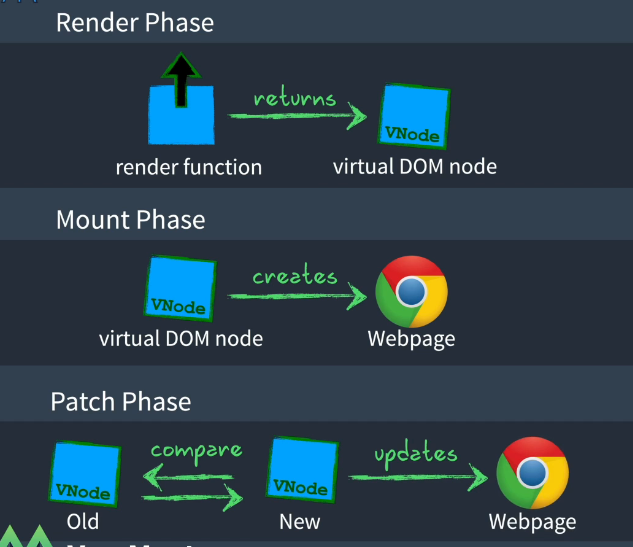 Render Phase
returns
VNode
render function
virtual DOM node
Mount Phase
creates
VNode
virtual DOM node
Webpage
Patch Phase
compare
updates
VNode
VNode
Old
New
Webpage